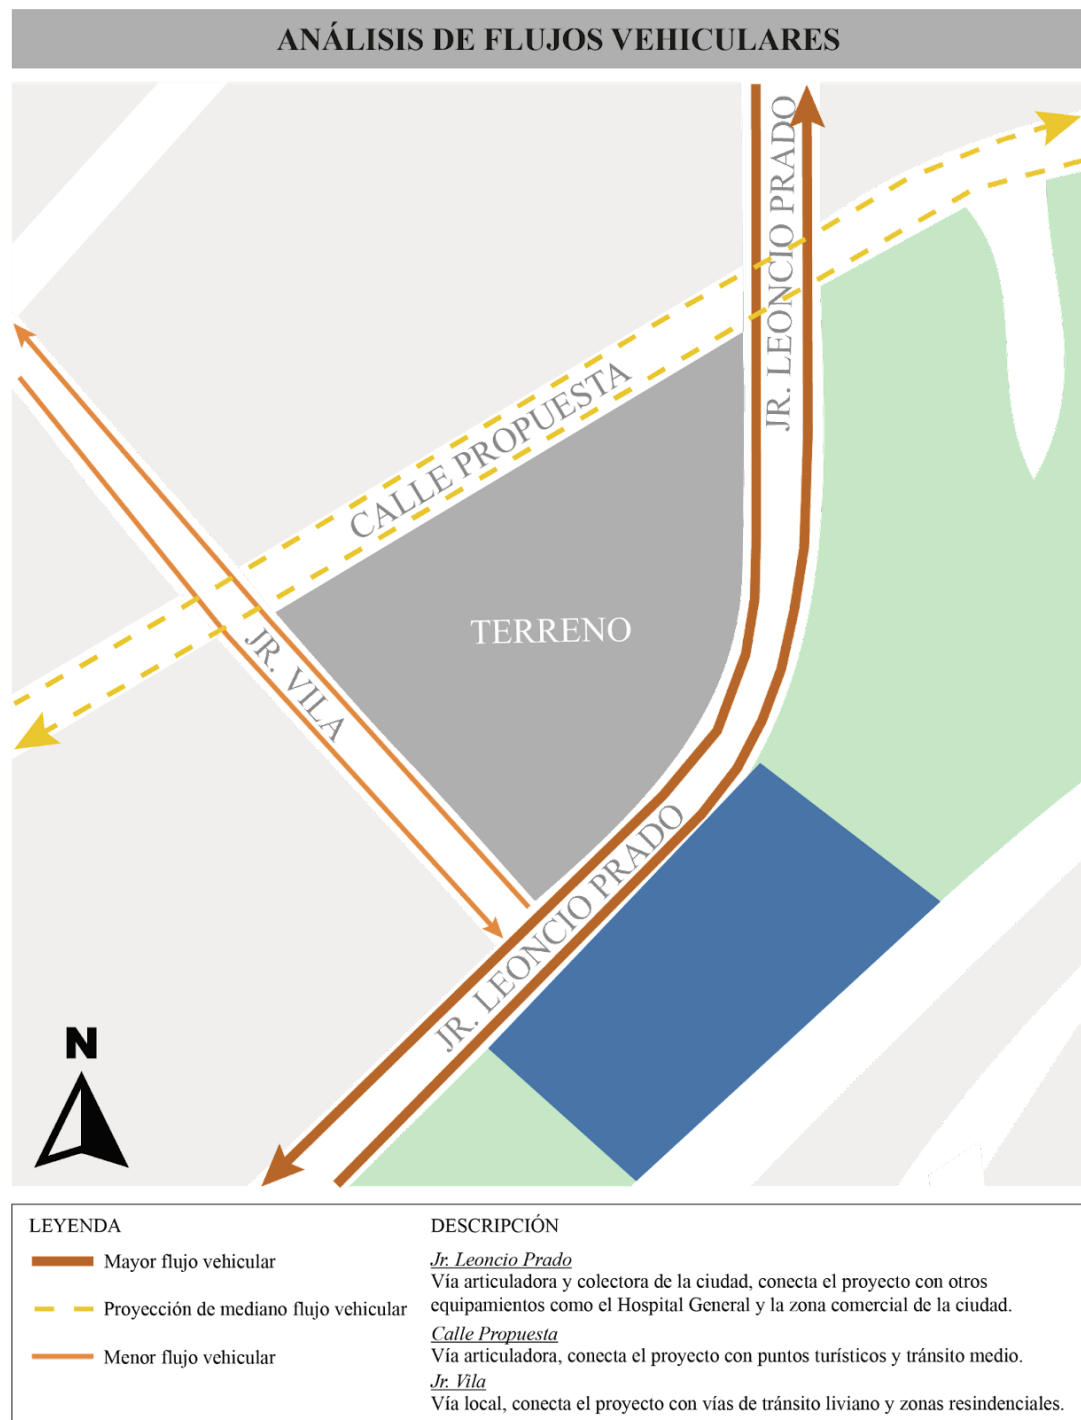 ANÁLISIS DE FLUJOS VEHICULARES
JR. LEONCIO PRADO
JR. LEONCIO PRADO
CALLE PROPUESTA
TERRENO
JR. VILA
JR. LEONCIO PRADO
N
LEYENDA
Mayor flujo vehicular
Proyección de mediano flujo vehicular
Menor flujo vehicular
DESCRIPCIÓN
Jr. Leoncio Prado
Vía articuladora y colectora de la ciudad, conecta el proyecto con otros
equipamientos como el Hospital General y la zona comercial de la ciudad.
Calle Propuesta
Vía articuladora, conecta el proyecto con puntos turísticos y tránsito medio.
Jr. Vila
Vía local, conecta el proyecto con vías de tránsito liviano y zonas resindenciales.